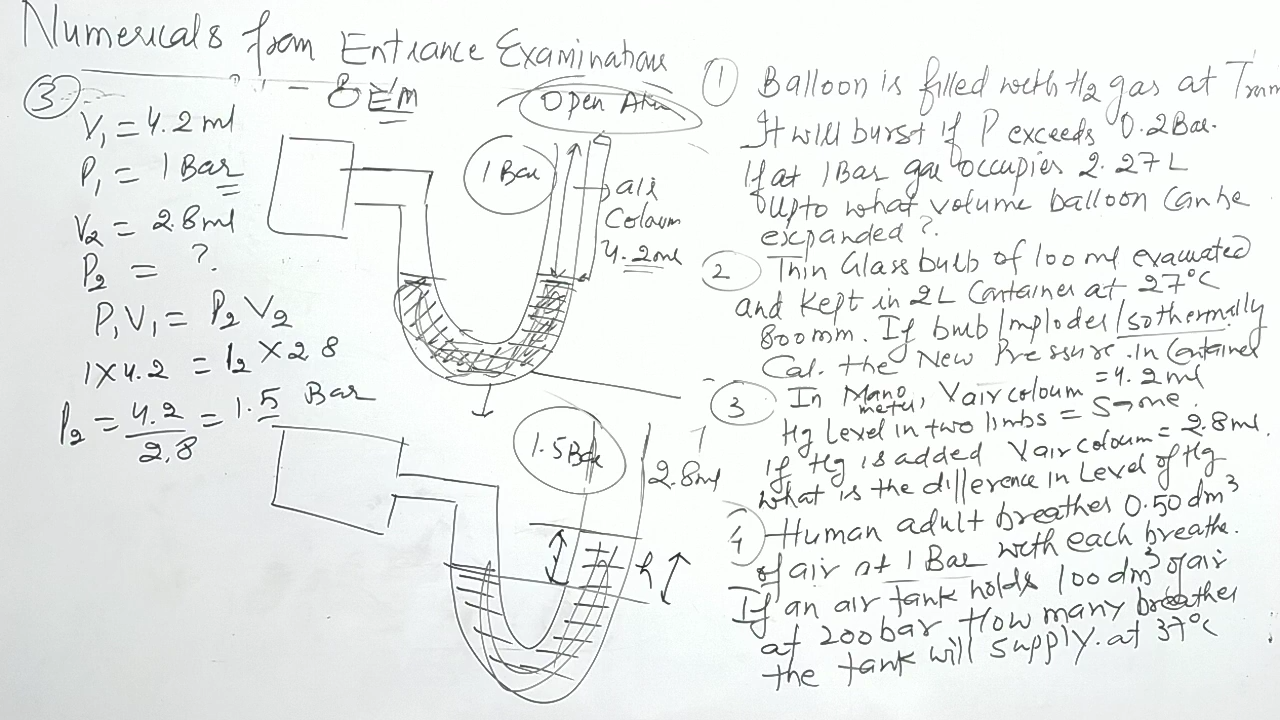 Numericals from Entrance Examinations
3
V1 = 4.2 ml
P1 = 1 Bar
V2 = 2.8 ml
P2 = ?
P1V1 = P2V2
1 x 4.2 = P2 x 2.8
P2 = 4.2/2.8 = 1.5 Bar
Open Atm
1 Bar
air
Coloum
4.2 ml
1.5 Bar
2.8 ml
h
1 Balloon is filled with H2 gas at
It will burst if P exceeds 0.2 Bar.
If at 1 Bar gas occupies 2.27 L
Upto what volume balloon can be
expanded ?.
2 Thin Glass bulb of 100 ml evacuated
and Kept in 2L Container at 27°C
800 mm. If bulb Implodes Isothermally
Cal. the New Pressure. in Container
3 In Manometer, V air coloum = 4.2 ml
Hg Level in two limbs = Same.
If Hg is added V air coloum = 2.8 ml.
What is the difference in Level of Hg
4 Human adult breathes 0.50 dm³
of air at 1 Bar with each breathe.
If an air tank holds 100 dm³ of air
at 200 bar How many breathes
the tank will supply. at 37°C